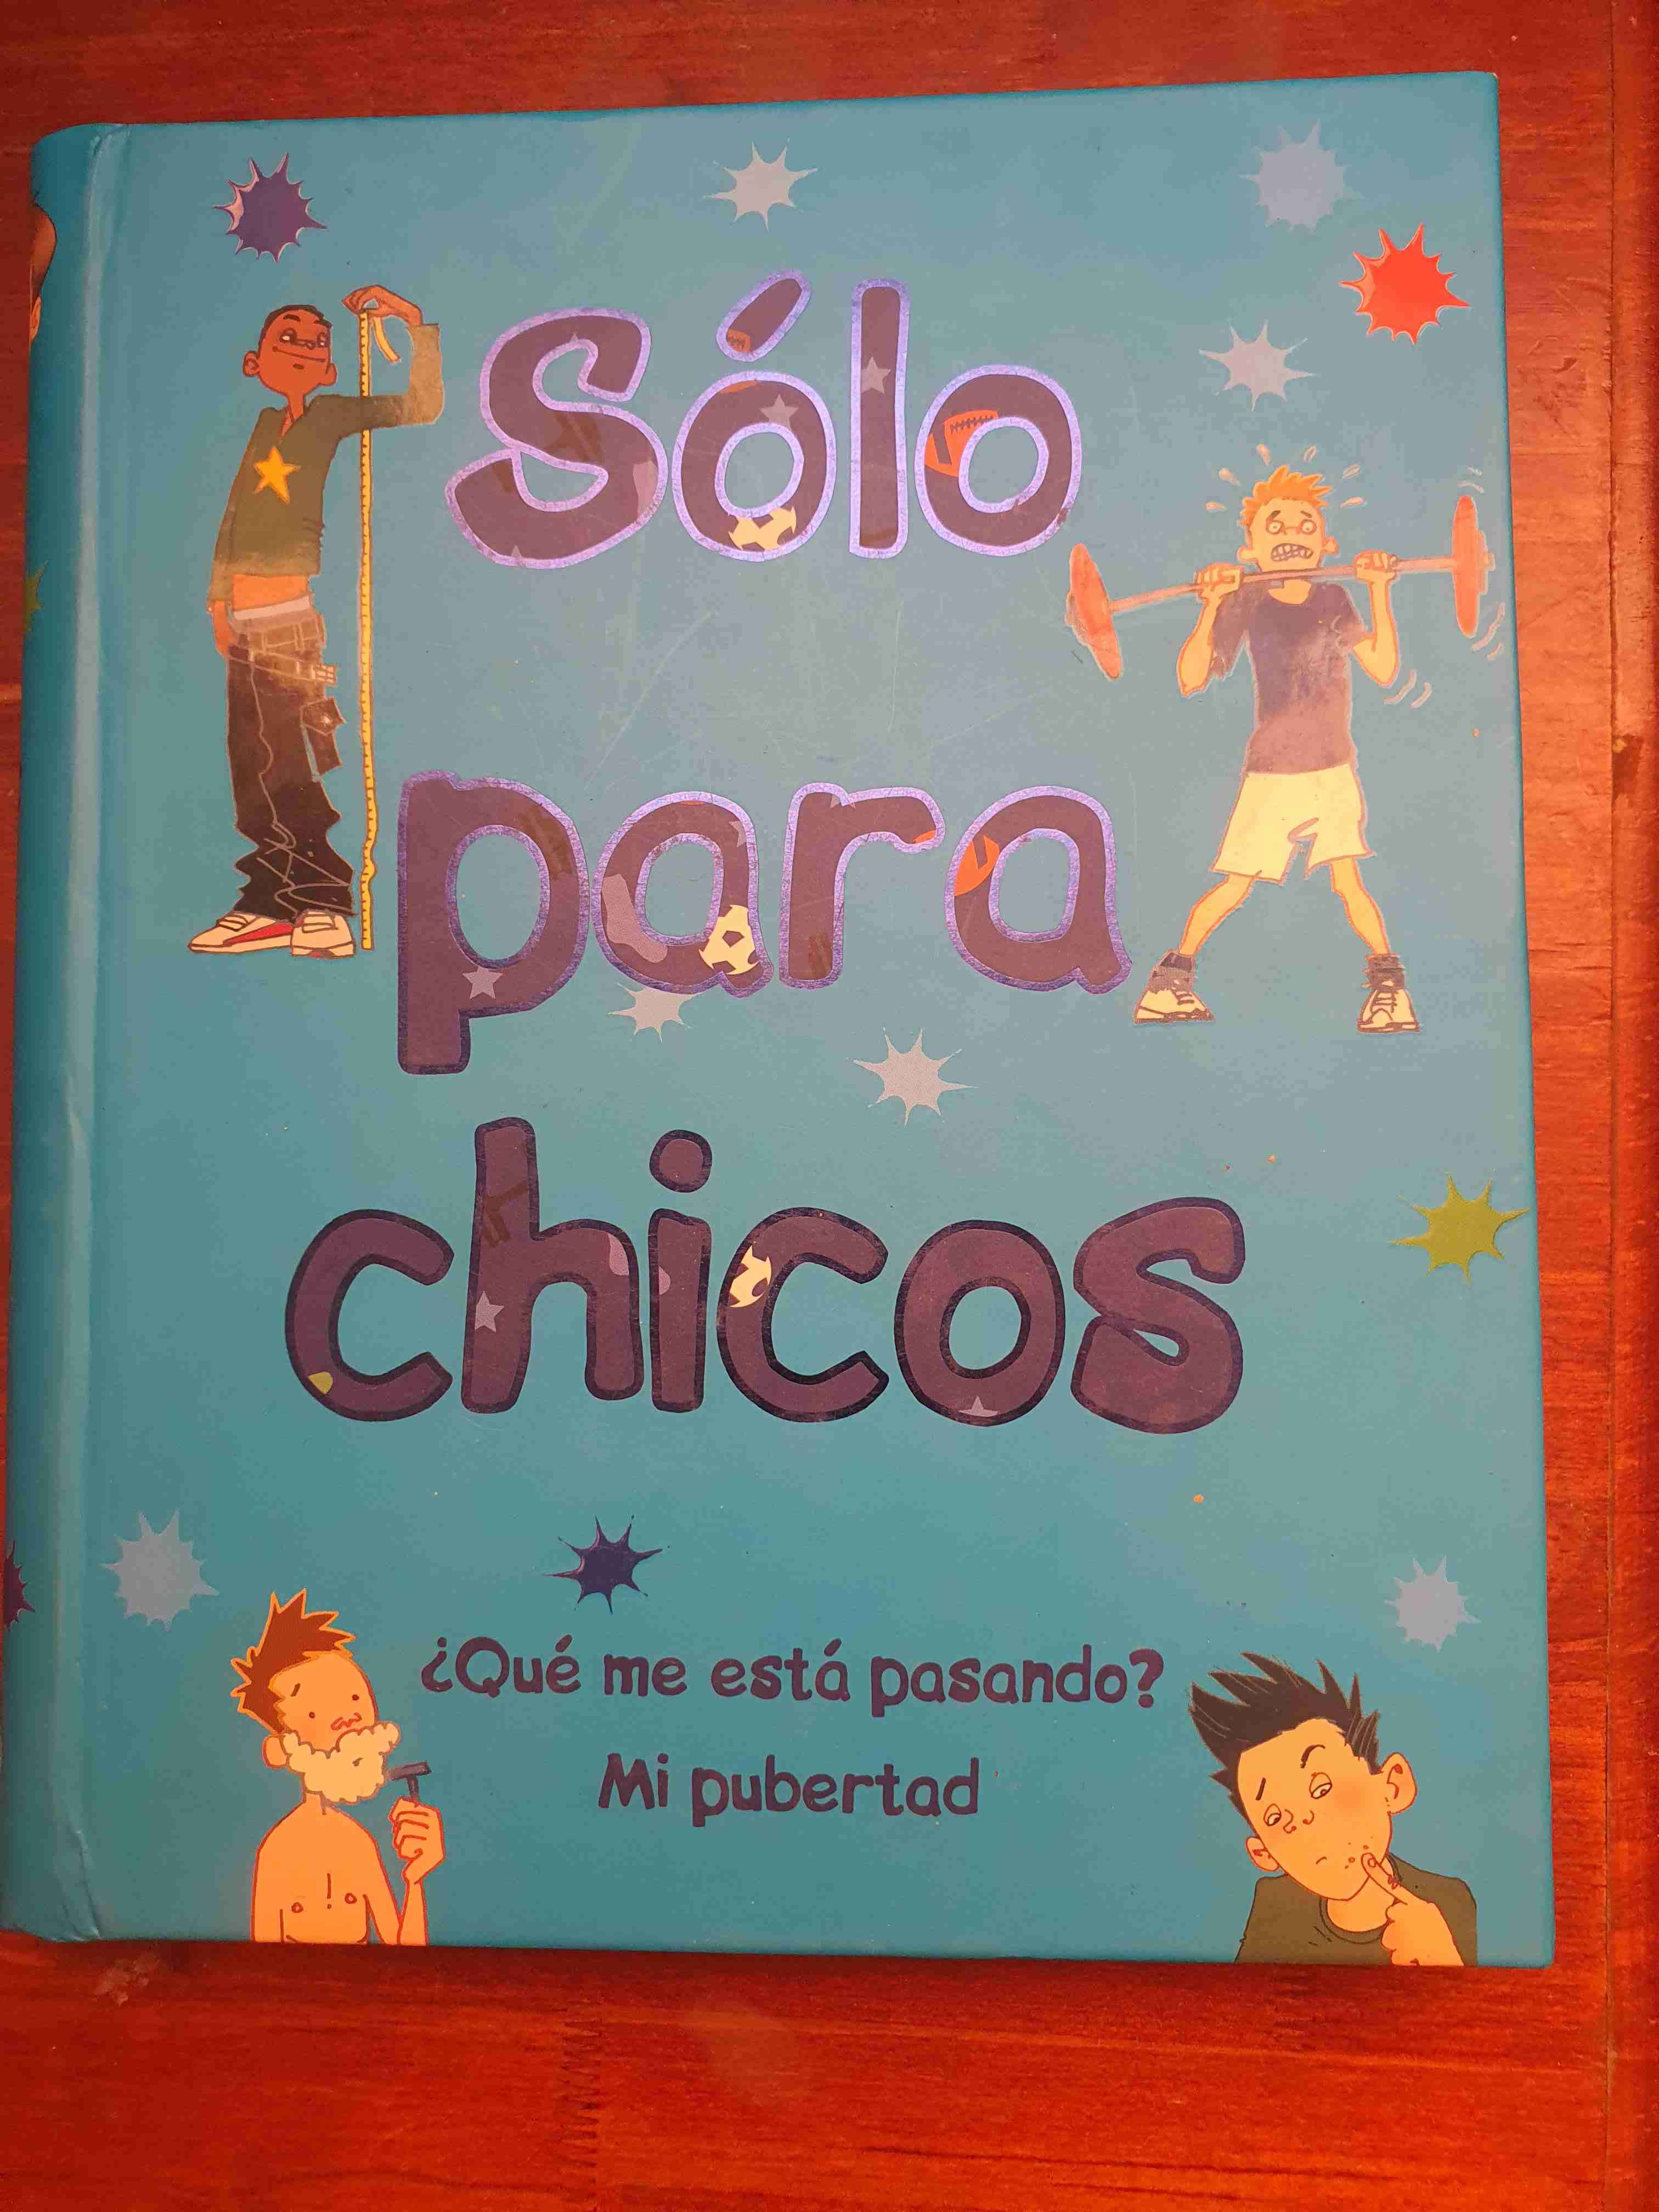 Sólo
para
chicos
¿Qué me está pasando?
Mi pubertad